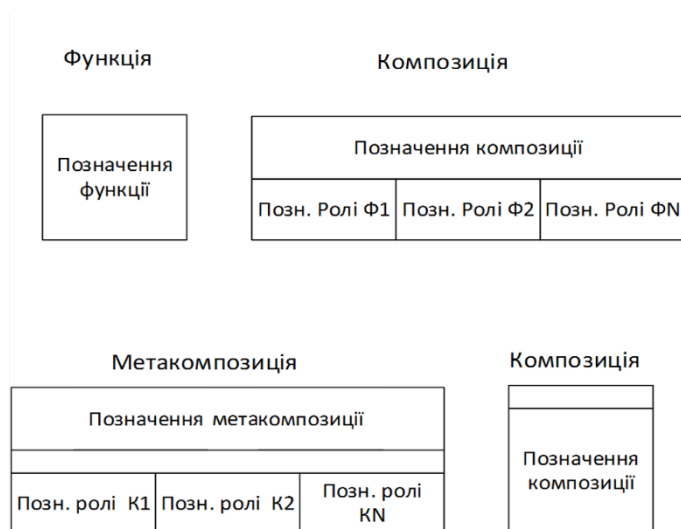 Функція
Композиція
Позначення
функції
Позначення композиції
Позн. Ролі Ф1
Позн. Ролі Ф2
Позн. Ролі ФN
Метакомпозиція
Композиція
Позначення метакомпозиції
Позн. ролі К1
Позн. ролі К2
Позн. ролі
КN
Позначення
композиції